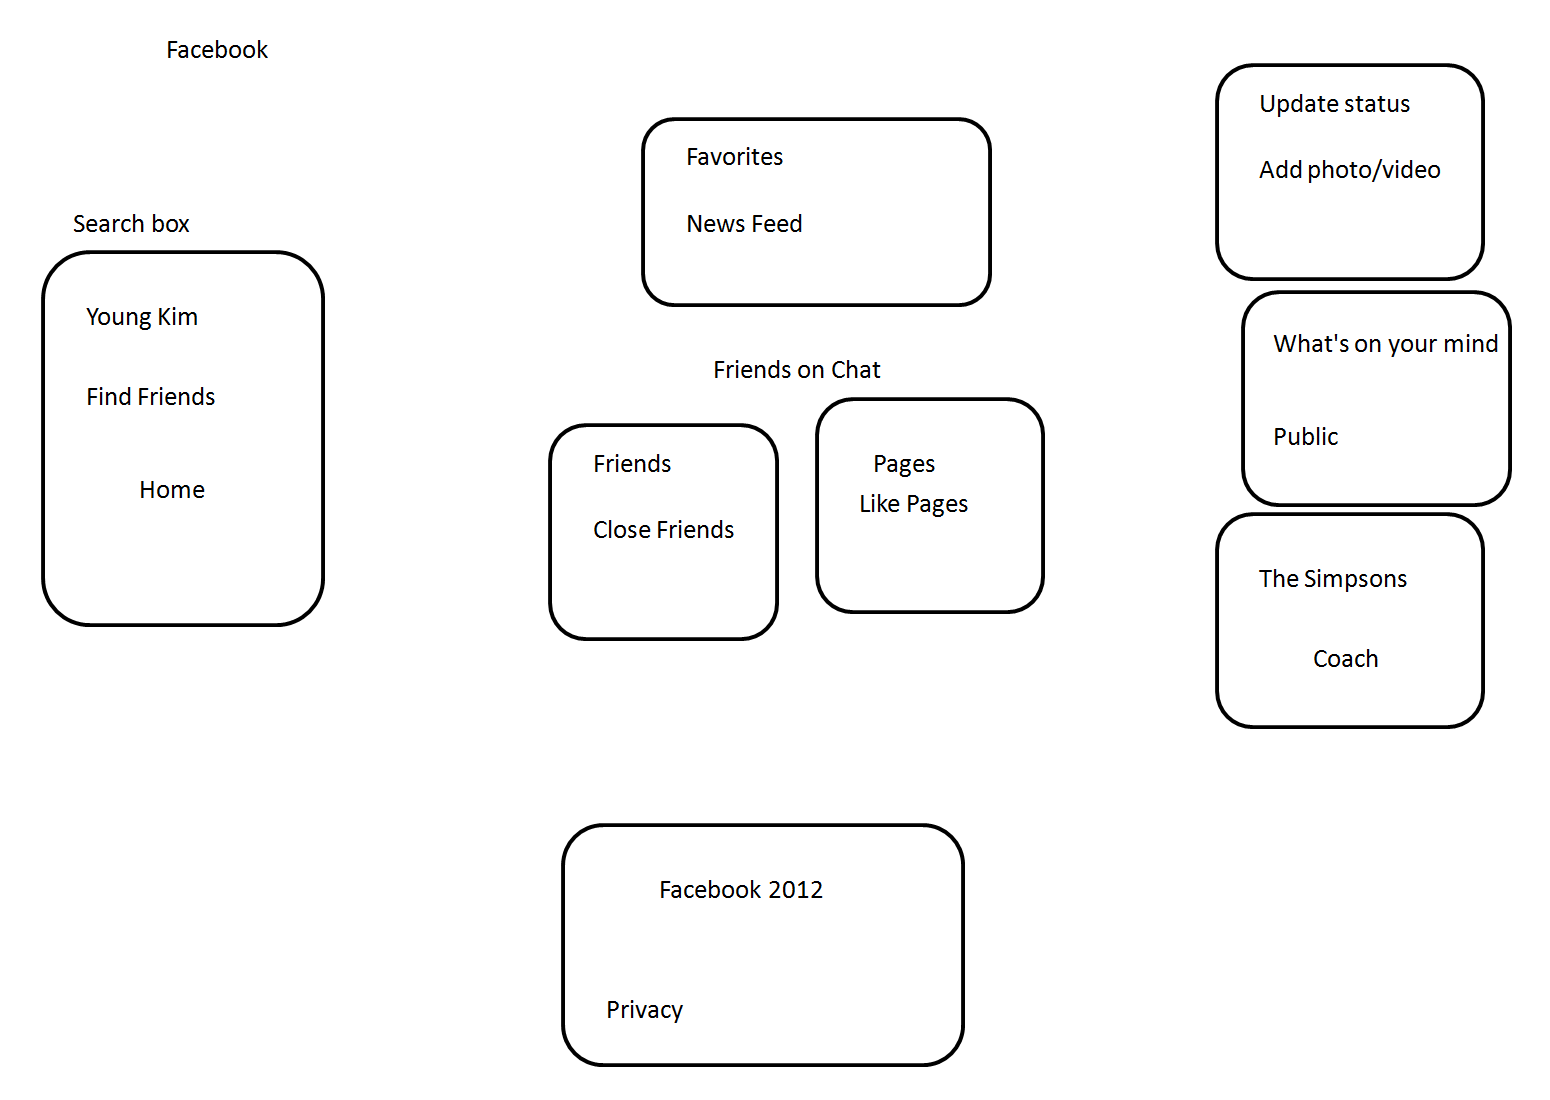 Facebook
Search box
Young Kim
Find Friends
Home
Favorites
News Feed
Friends on Chat
Friends
Close Friends
Pages
Like Pages
Update status
Add photo/video
What's on your mind
Public
The Simpsons
Coach
Facebook 2012
Privacy